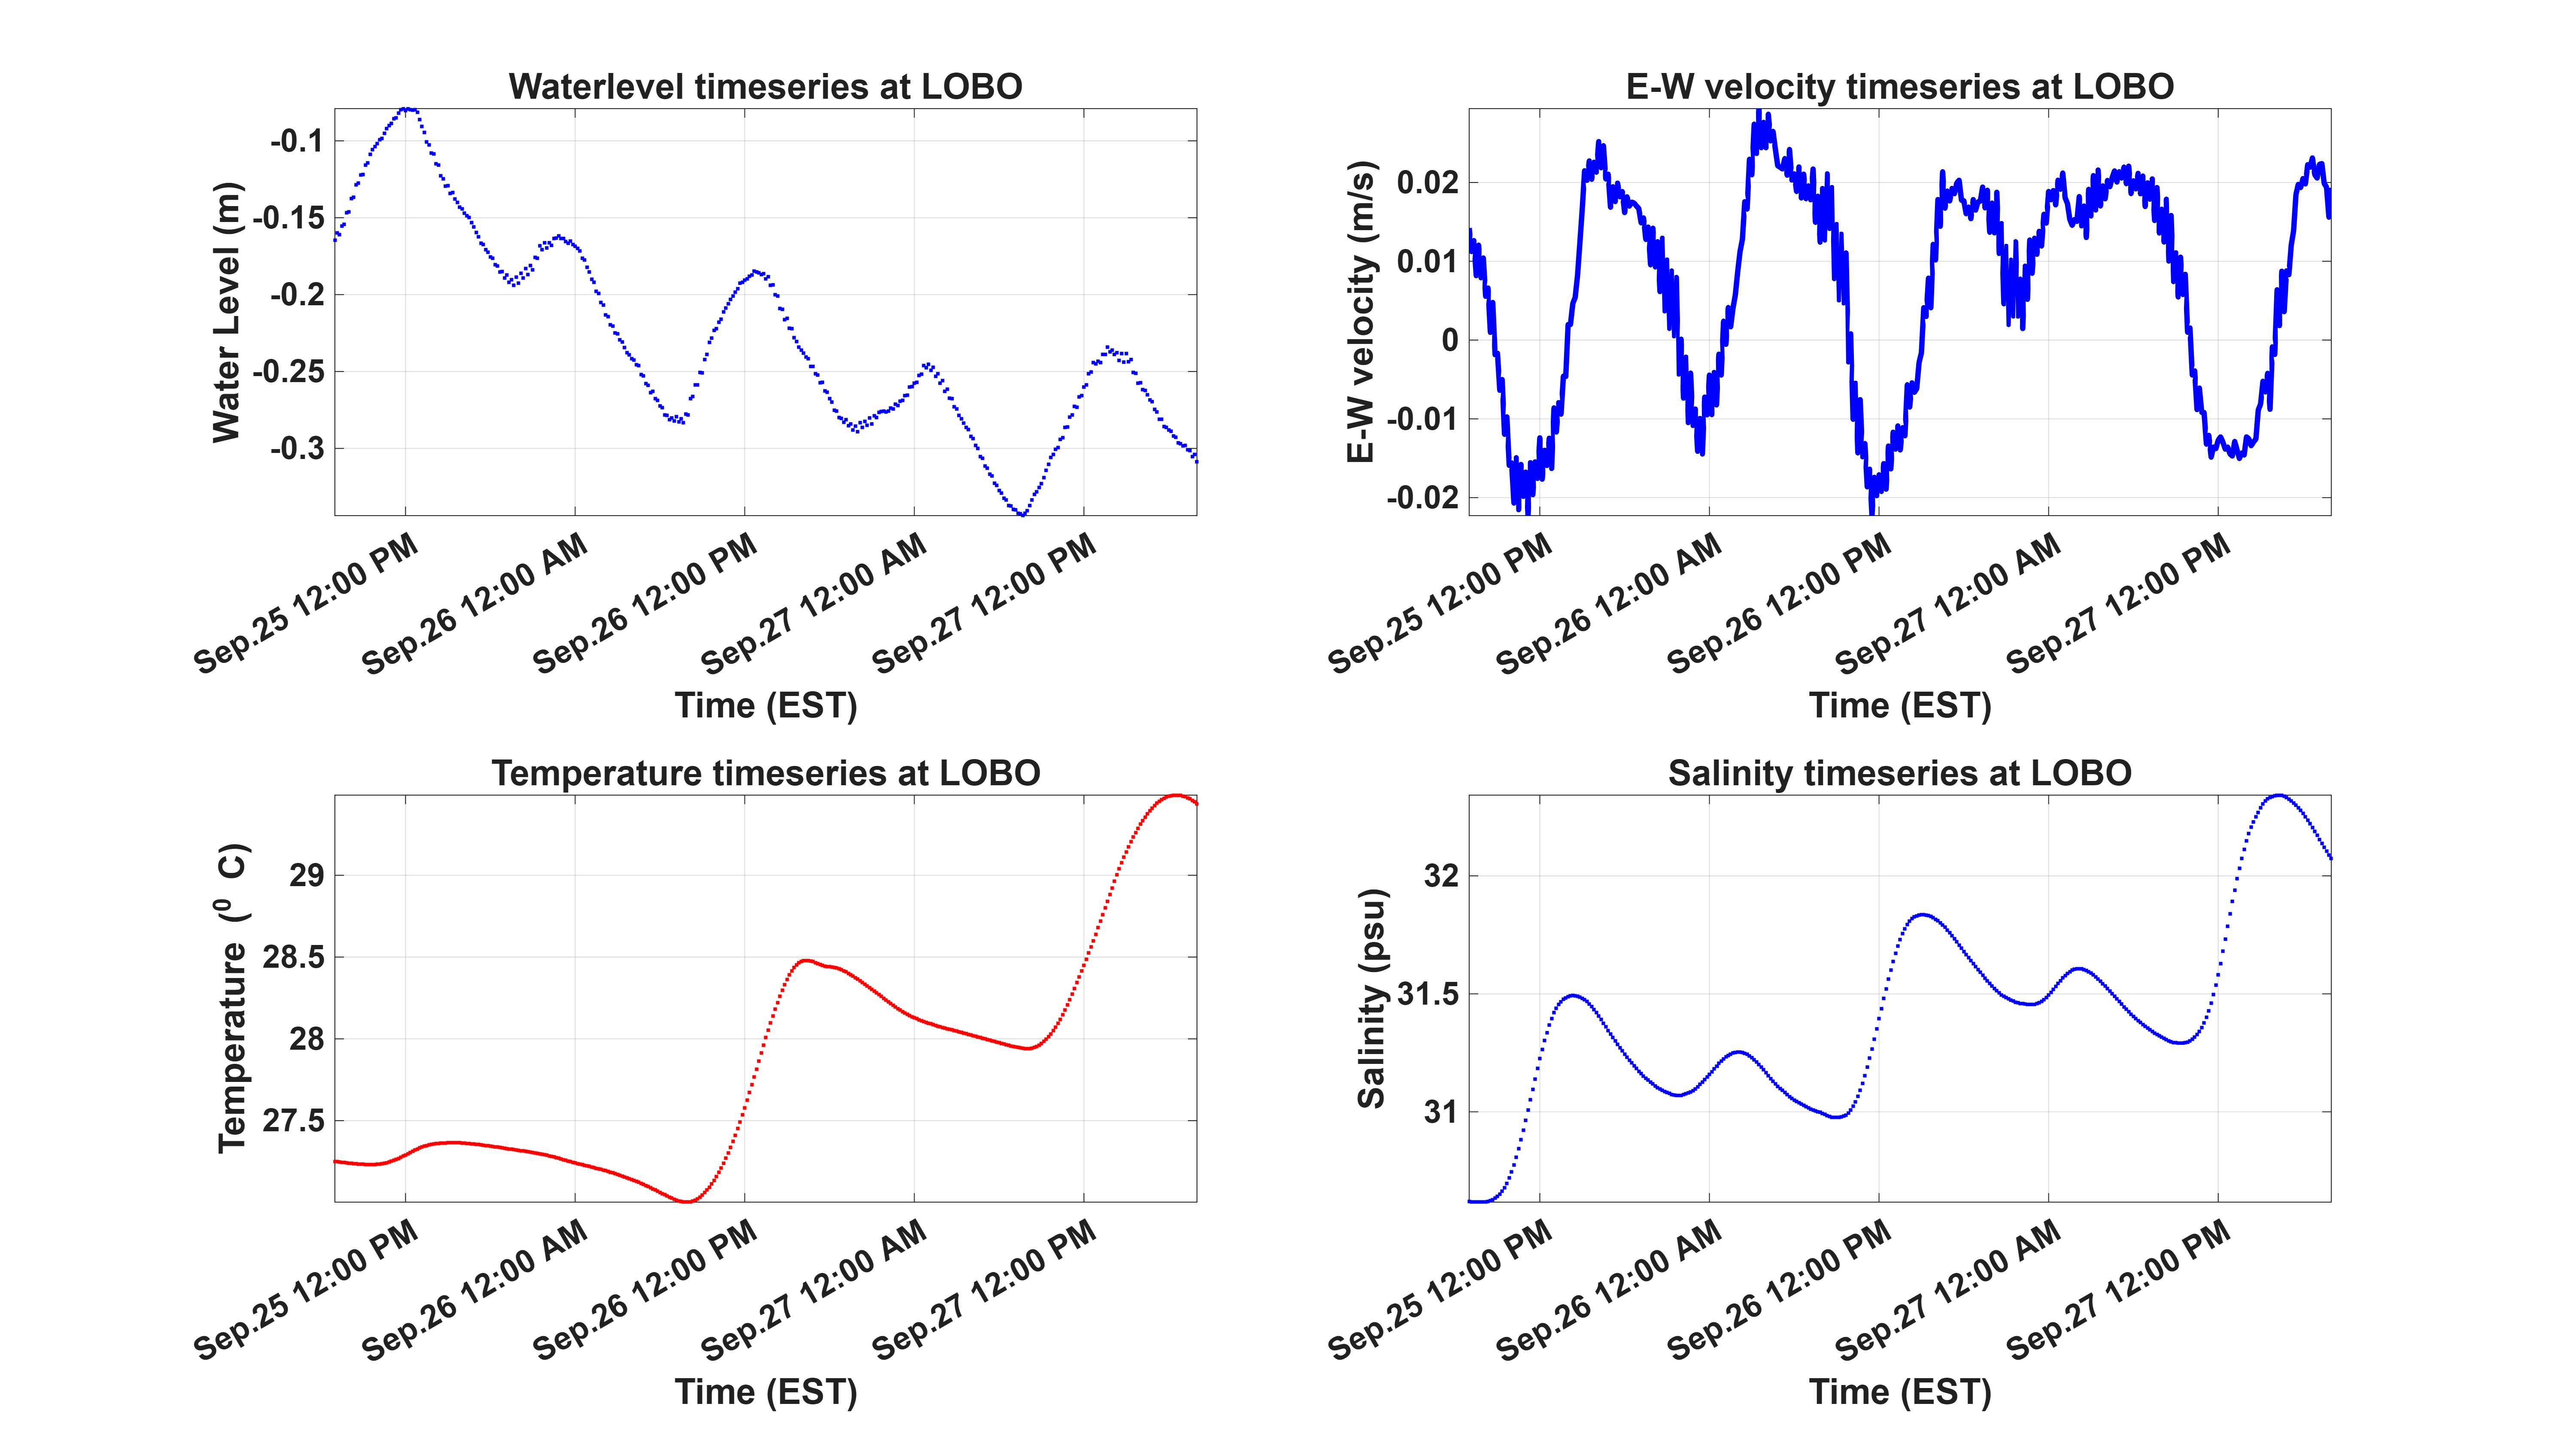 Waterlevel timeseries at LOBO
Water Level (m)
-0.1
-0.15
-0.2
-0.25
-0.3
Sep.25 12:00 PM
Sep.26 12:00 AM
Sep.26 12:00 PM
Sep.27 12:00 AM
Sep.27 12:00 PM
Time (EST)
E-W velocity timeseries at LOBO
E-W velocity (m/s)
0.02
0.01
0
-0.01
-0.02
Sep.25 12:00 PM
Sep.26 12:00 AM
Sep.26 12:00 PM
Sep.27 12:00 AM
Sep.27 12:00 PM
Time (EST)
Temperature timeseries at LOBO
Temperature (⁰ C)
29
28.5
28
27.5
Sep.25 12:00 PM
Sep.26 12:00 AM
Sep.26 12:00 PM
Sep.27 12:00 AM
Sep.27 12:00 PM
Time (EST)
Salinity timeseries at LOBO
Salinity (psu)
32
31.5
31
Sep.25 12:00 PM
Sep.26 12:00 AM
Sep.26 12:00 PM
Sep.27 12:00 AM
Sep.27 12:00 PM
Time (EST)